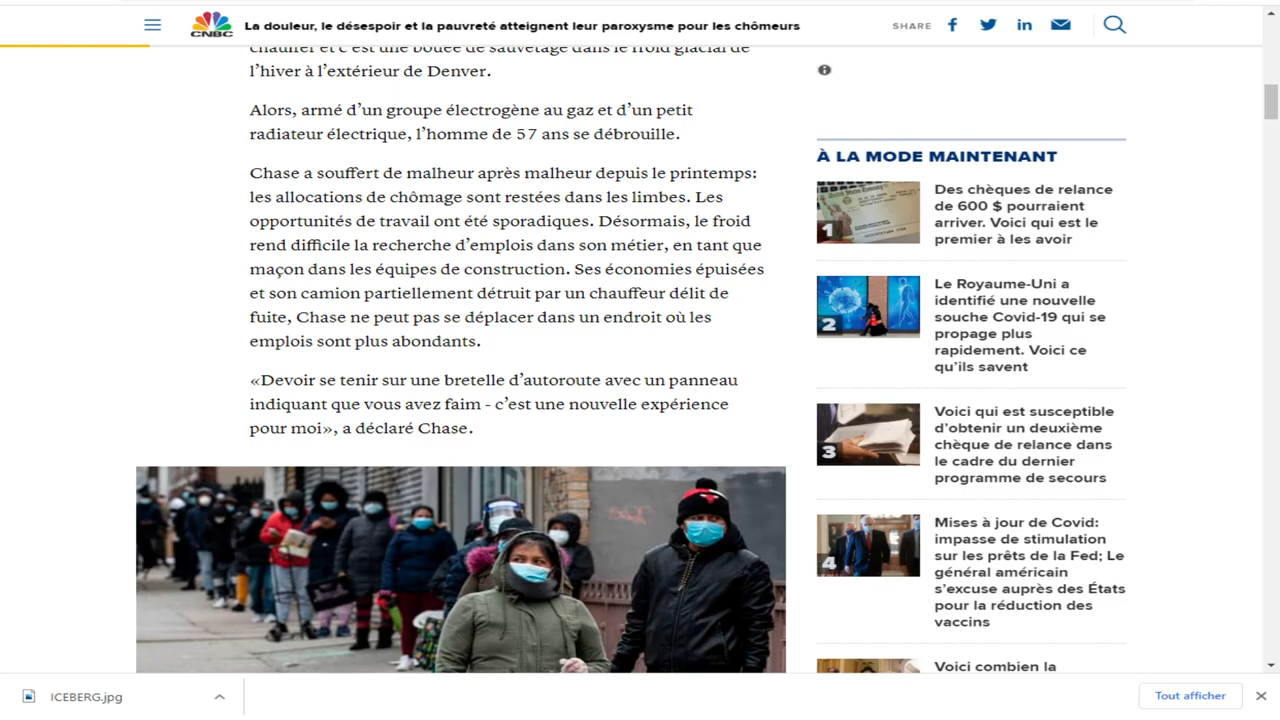 CNBC
La douleur, le désespoir et la pauvreté atteignent leur paroxysme pour les chômeurs
SHARE
chauffer et c'est une bouée de sauvetage dans le froid glacial de
l'hiver à l'extérieur de Denver.
Alors, armé d'un groupe électrogène au gaz et d'un petit
radiateur électrique, l'homme de 57 ans se débrouille.
Chase a souffert de malheur après malheur depuis le printemps:
les allocations de chômage sont restées dans les limbes. Les
opportunités de travail ont été sporadiques. Désormais, le froid
rend difficile la recherche d'emplois dans son métier, en tant que
maçon dans les équipes de construction. Ses économies épuisées
et son camion partiellement détruit par un chauffeur délit de
fuite, Chase ne peut pas se déplacer dans un endroit où les
emplois sont plus abondants.
«Devoir se tenir sur une bretelle d'autoroute avec un panneau
indiquant que vous avez faim - c'est une nouvelle expérience
pour moi», a déclaré Chase.
À LA MODE MAINTENANT
1
Des chèques de relance
de 600 $ pourraient
arriver. Voici qui est le
premier à les avoir
2
Le Royaume-Uni a
identifié une nouvelle
souche Covid-19 qui se
propage plus
rapidement. Voici ce
qu'ils savent
3
Voici qui est susceptible
d'obtenir un deuxième
chèque de relance dans
le cadre du dernier
programme de secours
4
Mises à jour de Covid:
impasse de stimulation
sur les prêts de la Fed; Le
général américain
s'excuse auprès des États
pour la réduction des
vaccins
Voici combien la
ICEBERG.jpg
Tout afficher